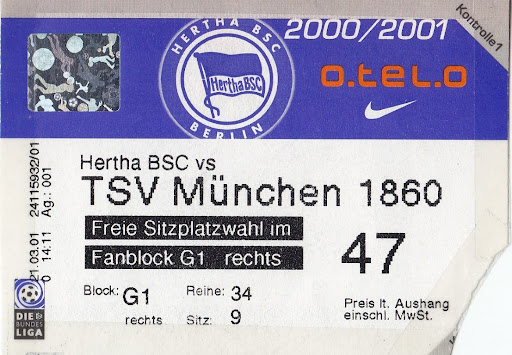 2000/2001
Kontrolle1
HERTHA BSC
HerthaBSC
BERLIN
o.tel.o
24115932/01
Ag.: 001
21.03.01
0 14:11
Hertha BSC vs
TSV München 1860
Freie Sitzplatzwahl im
Fanblock G1 rechts
47
Block: G1
rechts
Reihe: 34
Sitz: 9
Preis lt. Aushang
einschl. MwSt.
DIE
BUNDES
LIGA